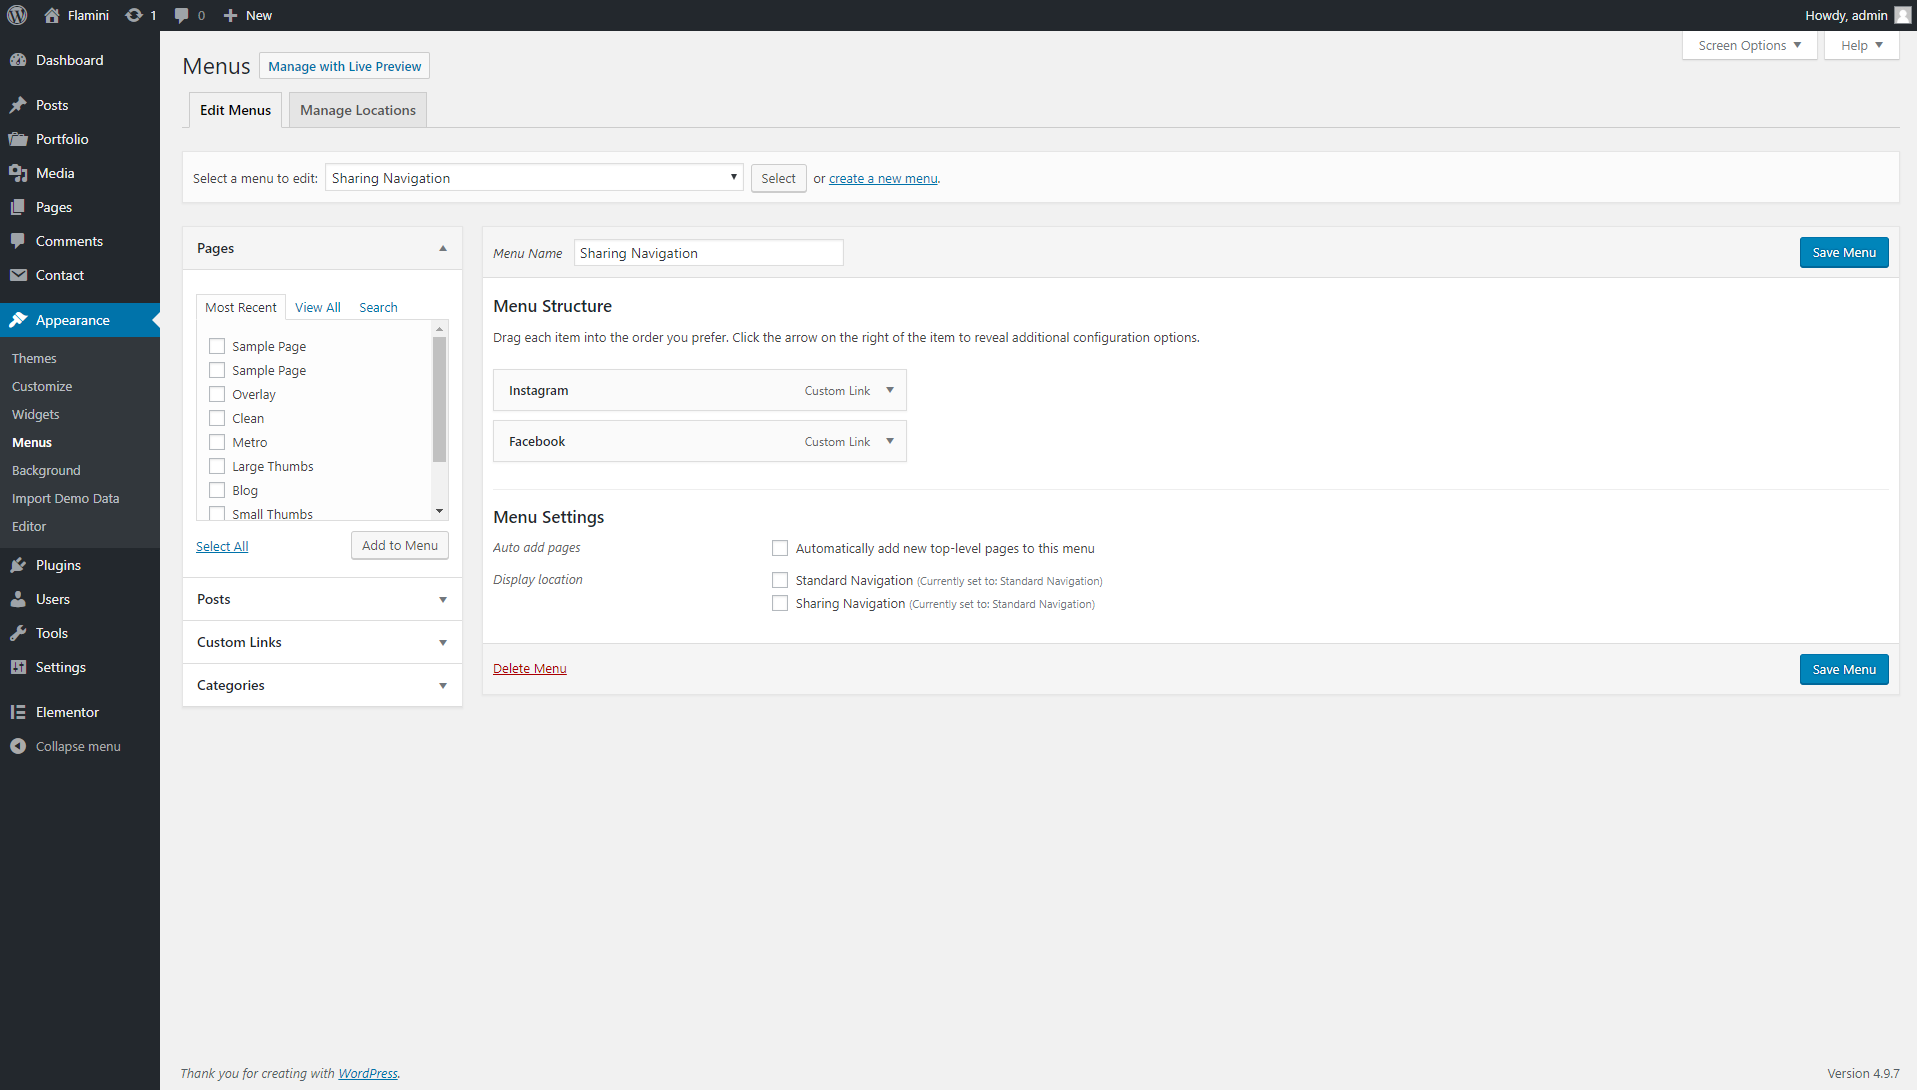 Flamini 1 0 New Howdy, admin
Screen Options Help
Dashboard
Posts
Portfolio
Media
Pages
Comments
Contact
Appearance
Themes
Customize
Widgets
Menus
Background
Import Demo Data
Editor
Plugins
Users
Tools
Settings
Elementor
Collapse menu
Menus Manage with Live Preview
Edit Menus Manage Locations
Select a menu to edit: Sharing Navigation Select or create a new menu.
Pages
Most Recent View All Search
Sample Page
Sample Page
Overlay
Clean
Metro
Large Thumbs
Blog
Small Thumbs
Select All Add to Menu
Posts
Custom Links
Categories
Menu Name Sharing Navigation Save Menu
Menu Structure
Drag each item into the order you prefer. Click the arrow on the right of the item to reveal additional configuration options.
Instagram Custom Link
Facebook Custom Link
Menu Settings
Auto add pages Automatically add new top-level pages to this menu
Display location Standard Navigation (Currently set to: Standard Navigation)
Sharing Navigation (Currently set to: Standard Navigation)
Delete Menu Save Menu
Thank you for creating with WordPress. Version 4.9.7